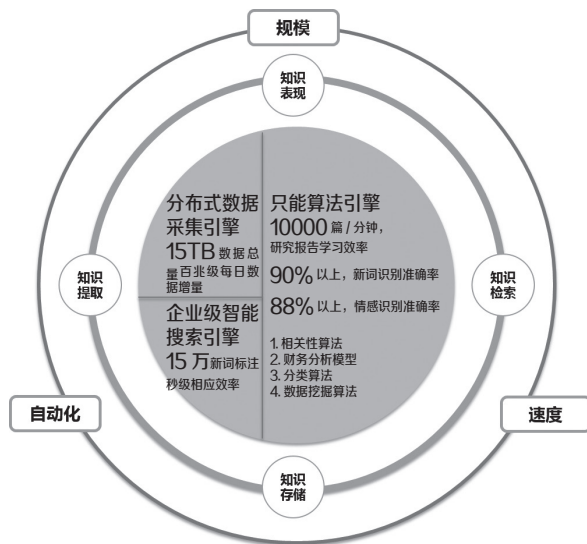 规模
知识
表现
分布式数据
采集引擎
15TB 数据总
量百兆级每日数
据增量
只能算法引擎
10000 篇 / 分钟，
研究报告学习效率
90% 以上，新词识别准确率
88% 以上，情感识别准确率
知识
提取
知识
检索
企业级智能
搜索引擎
15 万新词标注
秒级相应效率
1. 相关性算法
2. 财务分析模型
3. 分类算法
4. 数据挖掘算法
自动化
速度
知识
存储